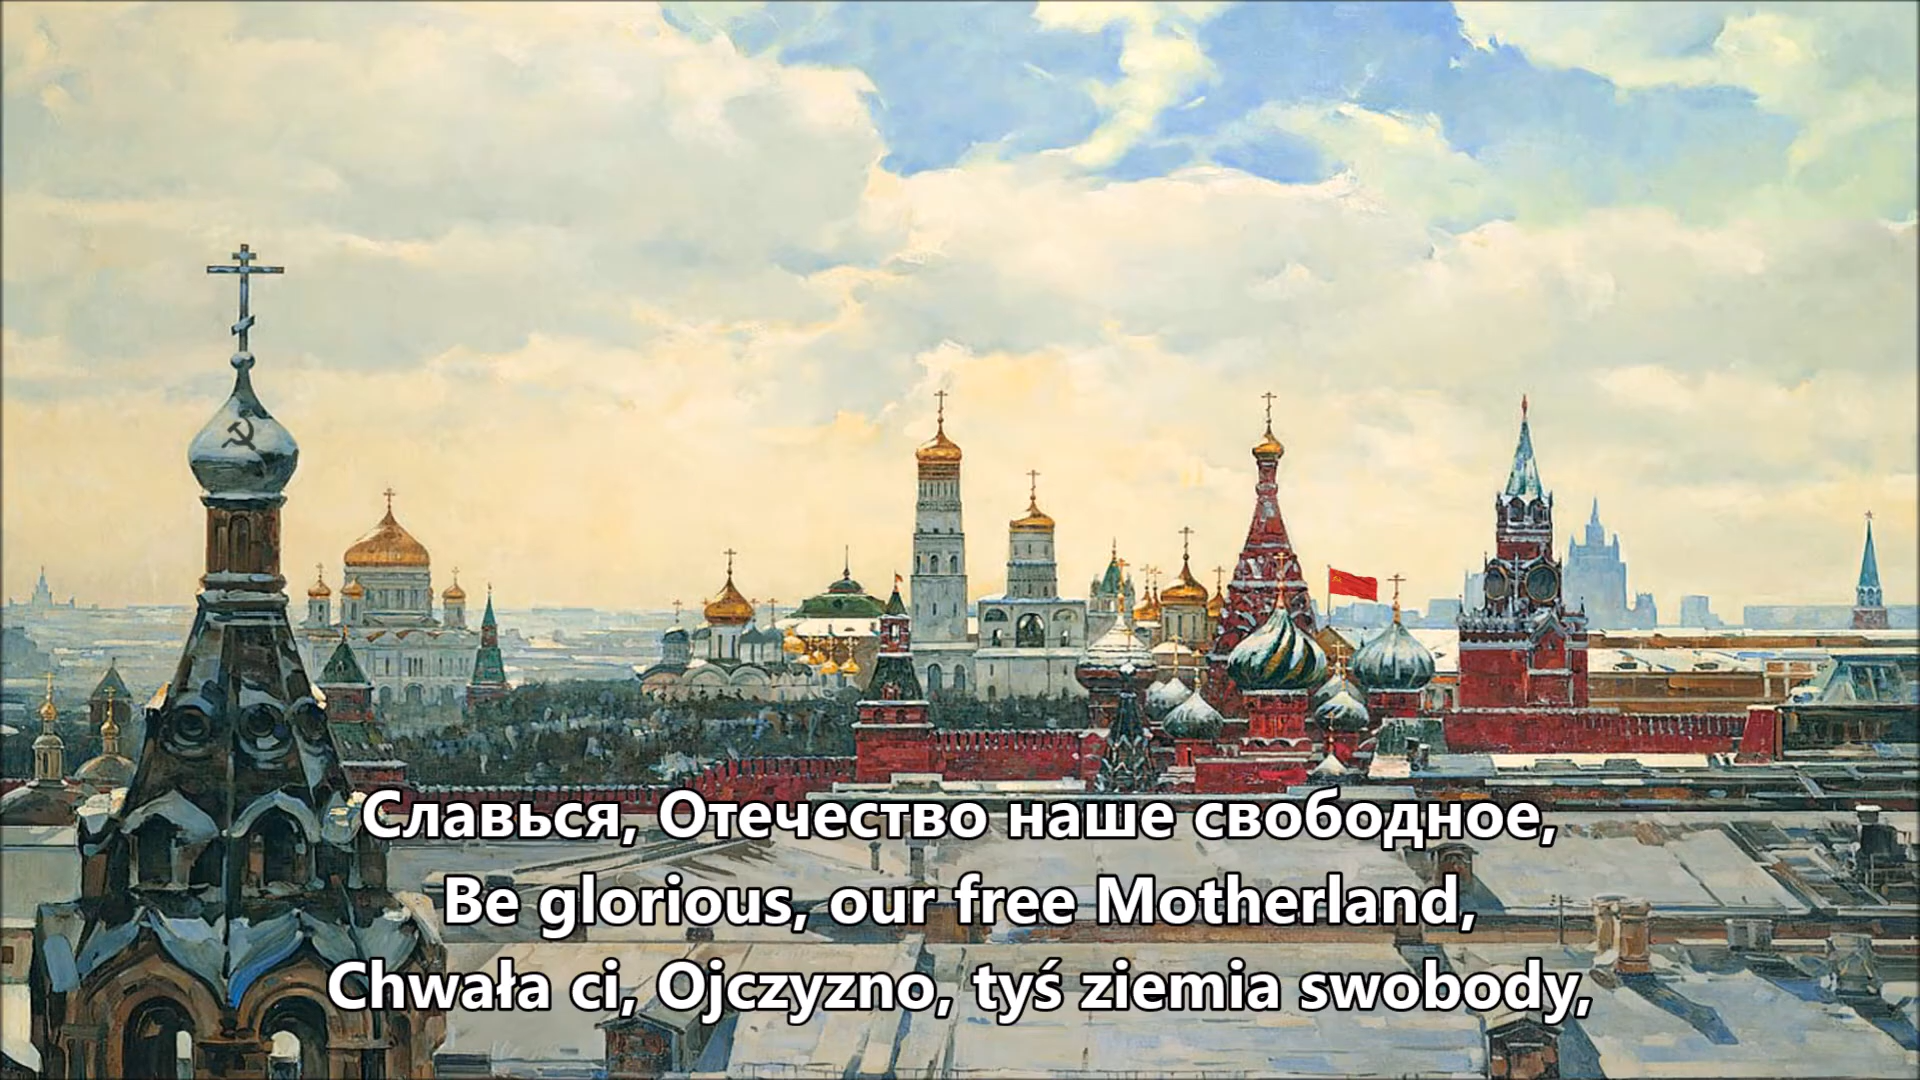 Славься, Отечество наше свободное,
Be glorious, our free Motherland,
Chwała ci, Ojczyzno, tyś ziemia swobody,